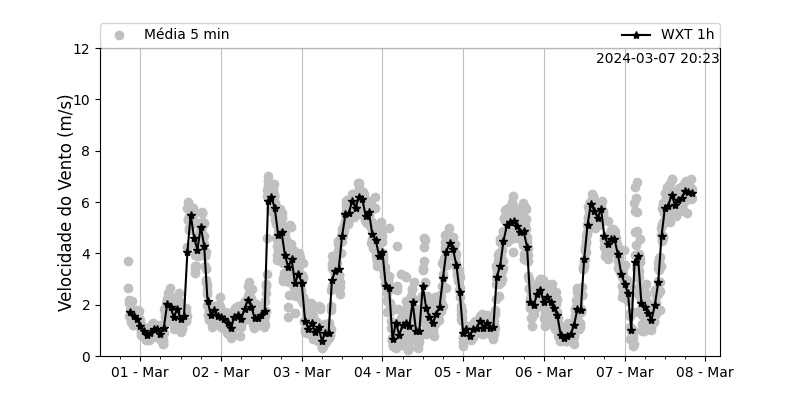 Média 5 min
WXT 1h
2024-03-07 20:23
Velocidade do Vento (m/s)
12
10
8
6
4
2
0
01 - Mar
02 - Mar
03 - Mar
04 - Mar
05 - Mar
06 - Mar
07 - Mar
08 - Mar